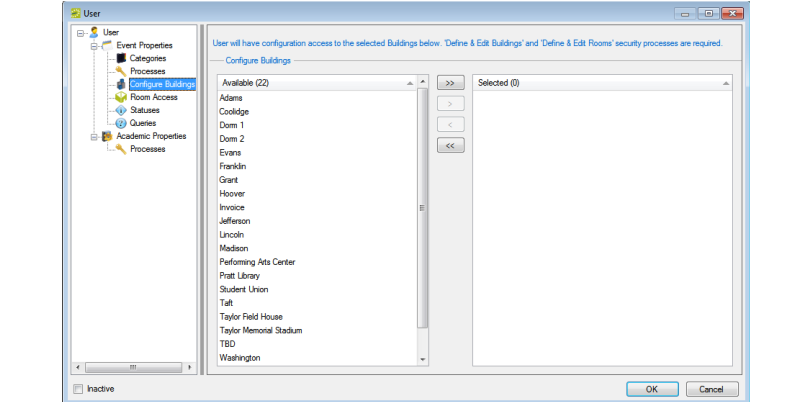 User
User
Event Properties
Categories
Processes
Configure Buildings
Room Access
Statuses
Queries
Academic Properties
Processes
User will have configuration access to the selected Buildings below. 'Define & Edit Buildings' and 'Define & Edit Rooms' security processes are required.
Configure Buildings
Available (22)
Adams
Coolidge
Dorm 1
Dorm 2
Evans
Franklin
Grant
Hoover
Invoice
Jefferson
Lincoln
Madison
Performing Arts Center
Pratt Library
Student Union
Taft
Taylor Field House
Taylor Memorial Stadium
TBD
Washington
>>
>
<
<<
Selected (0)
Inactive
OK
Cancel